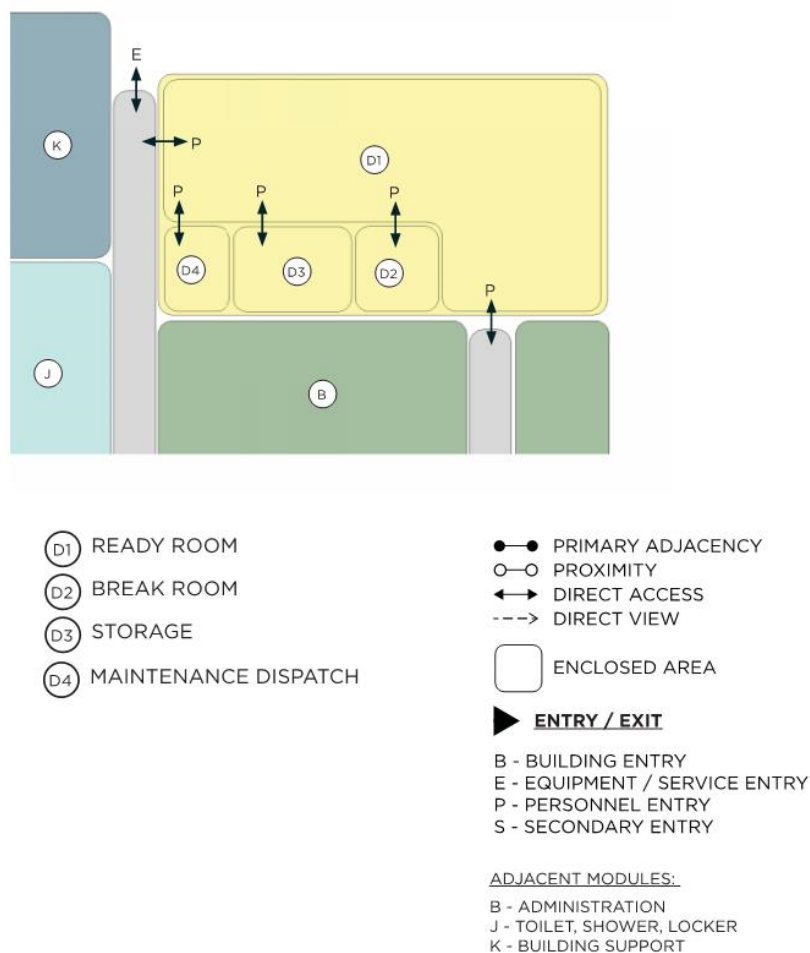 E
K
P
D1
P
P
P
D4
D3
D2
P
J
B
D1 READY ROOM
D2 BREAK ROOM
D3 STORAGE
D4 MAINTENANCE DISPATCH
PRIMARY ADJACENCY
PROXIMITY
DIRECT ACCESS
DIRECT VIEW
ENCLOSED AREA
ENTRY / EXIT
B - BUILDING ENTRY
E - EQUIPMENT / SERVICE ENTRY
P - PERSONNEL ENTRY
S - SECONDARY ENTRY
ADJACENT MODULES:
B - ADMINISTRATION
J - TOILET, SHOWER, LOCKER
K - BUILDING SUPPORT